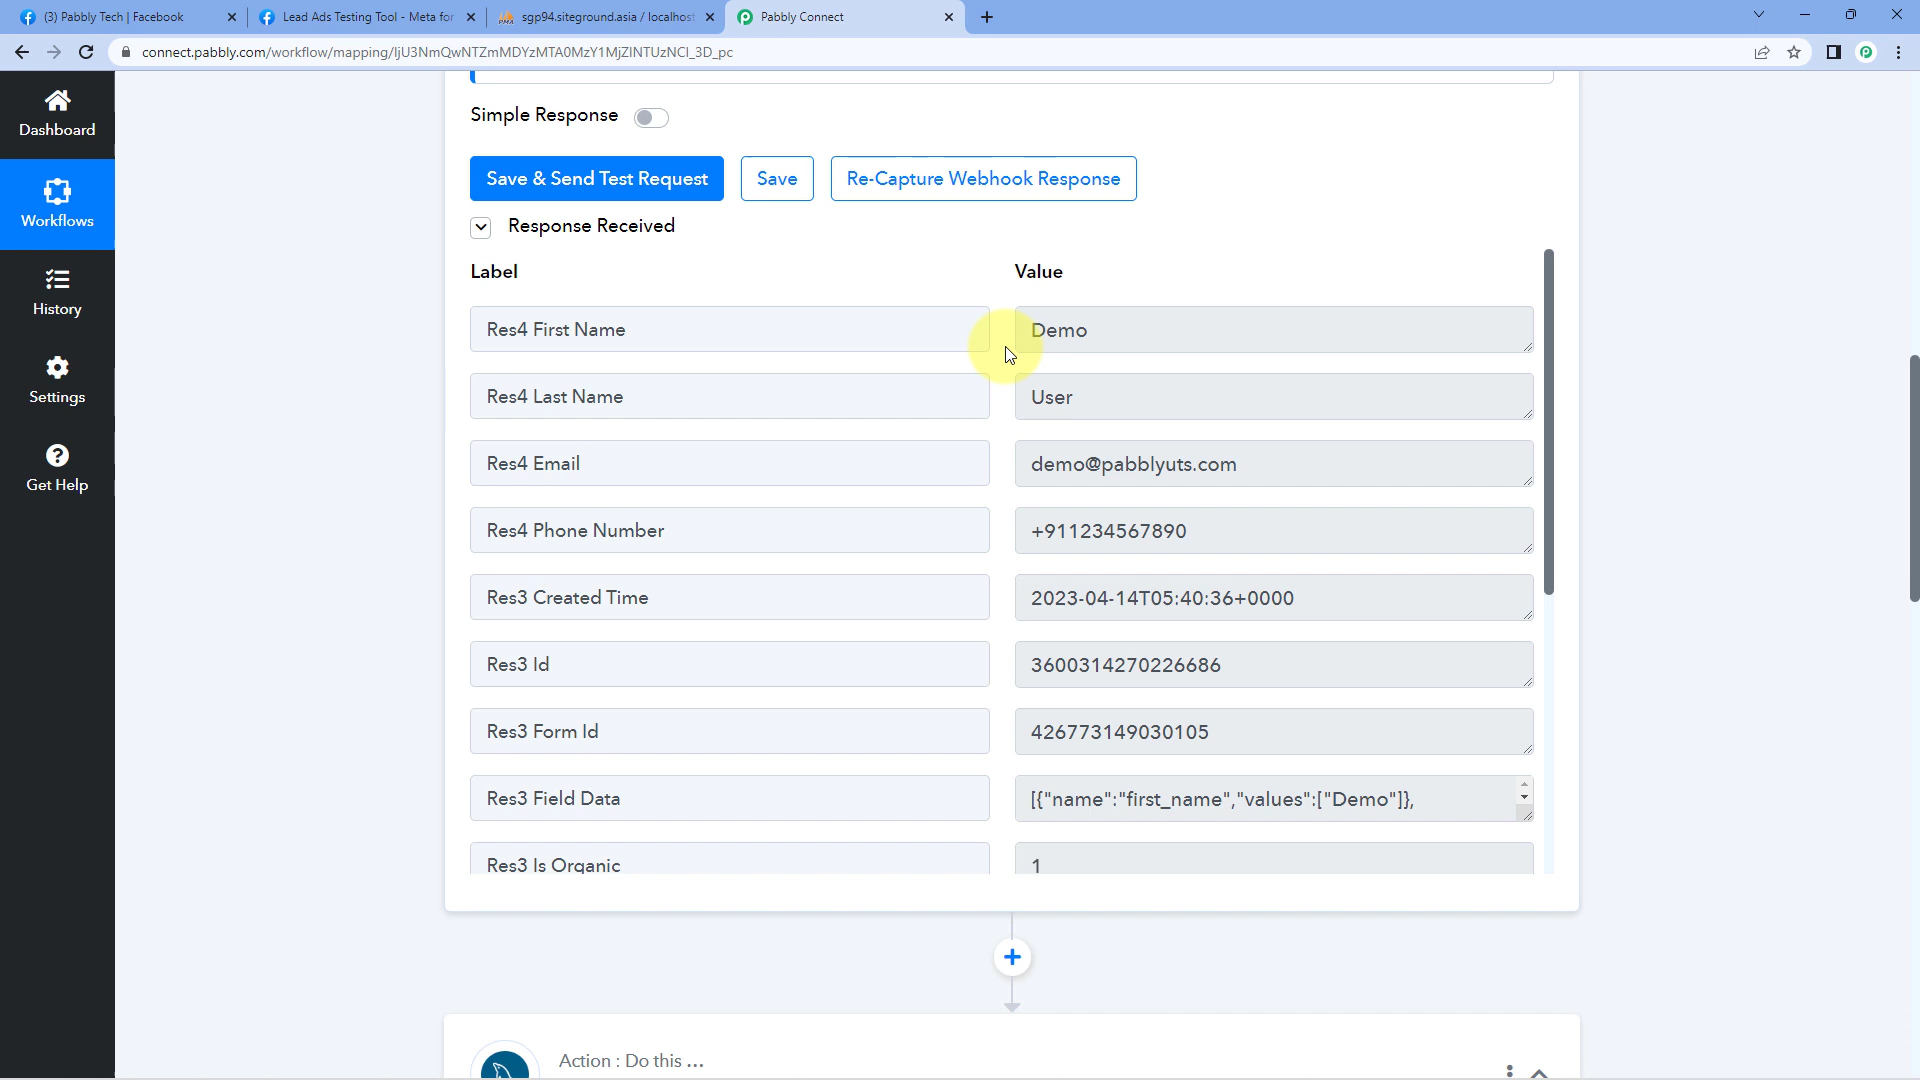 (3) Pabbly Tech | Facebook
Lead Ads Testing Tool - Meta for
sgp94.siteground.asia / localhost
Pabbly Connect
connect.pabbly.com/workflow/mapping/IjU3NmQwNTZmMDYzMTA0MzY1MjZlNTUzNCI_3D_pc
Dashboard
Workflows
History
Settings
Get Help
Simple Response
Save & Send Test Request
Save
Re-Capture Webhook Response
Response Received
Label
Value
Res4 First Name
Demo
Res4 Last Name
User
Res4 Email
demo@pabblyuts.com
Res4 Phone Number
+911234567890
Res3 Created Time
2023-04-14T05:40:36+0000
Res3 Id
3600314270226686
Res3 Form Id
426773149030105
Res3 Field Data
[{"name":"first_name","values":["Demo"]},
Res3 Is Organic
1
Action : Do this ...